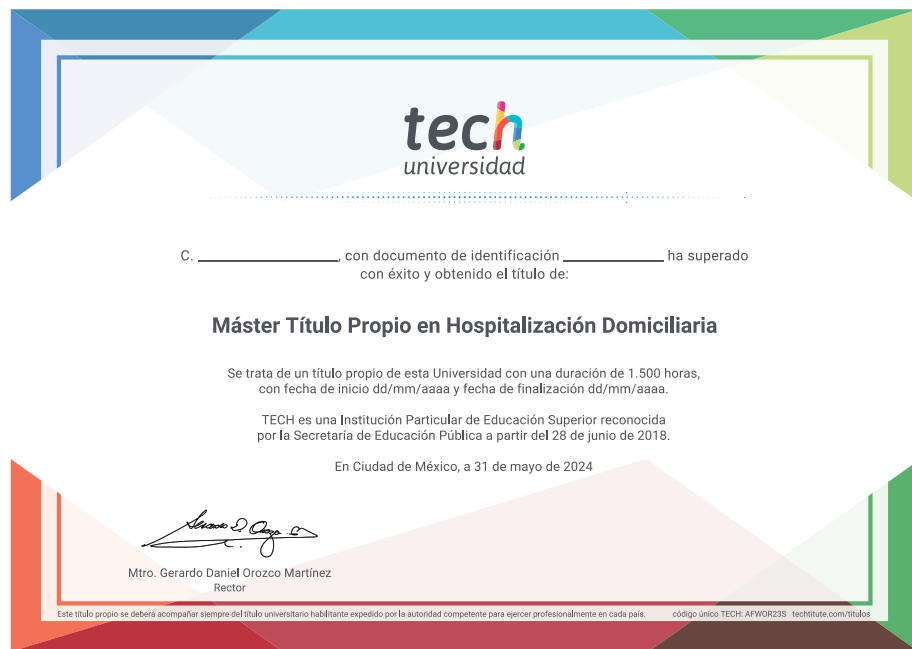 tech
universidad
C. ____________________, con documento de identificación ______________ ha superado
con éxito y obtenido el título de:
Máster Título Propio en Hospitalización Domiciliaria
Se trata de un título propio de esta Universidad con una duración de 1.500 horas,
con fecha de inicio dd/mm/aaaa y fecha de finalización dd/mm/aaaa.
TECH es una Institución Particular de Educación Superior reconocida
por la Secretaría de Educación Pública a partir del 28 de junio de 2018.
En Ciudad de México, a 31 de mayo de 2024
Mtro. Gerardo Daniel Orozco Martínez
Rector
Este título propio se deberá acompañar siempre del título universitario habilitante expedido por la autoridad competente para ejercer profesionalmente en cada país. código único TECH: AFWOR23S techtitute.com/titulos